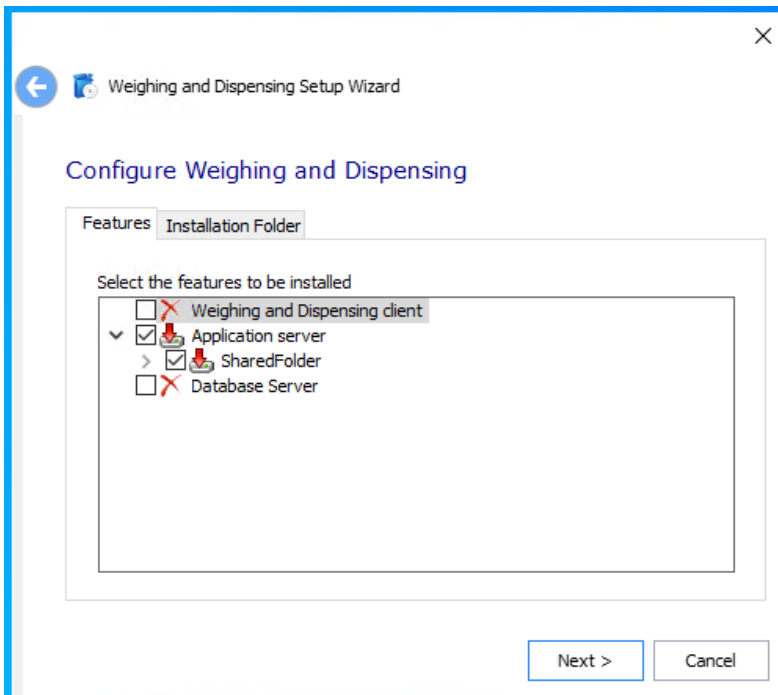 Weighing and Dispensing Setup Wizard
Configure Weighing and Dispensing
Features Installation Folder
Select the features to be installed
Weighing and Dispensing client
Application server
SharedFolder
Database Server
Next > Cancel